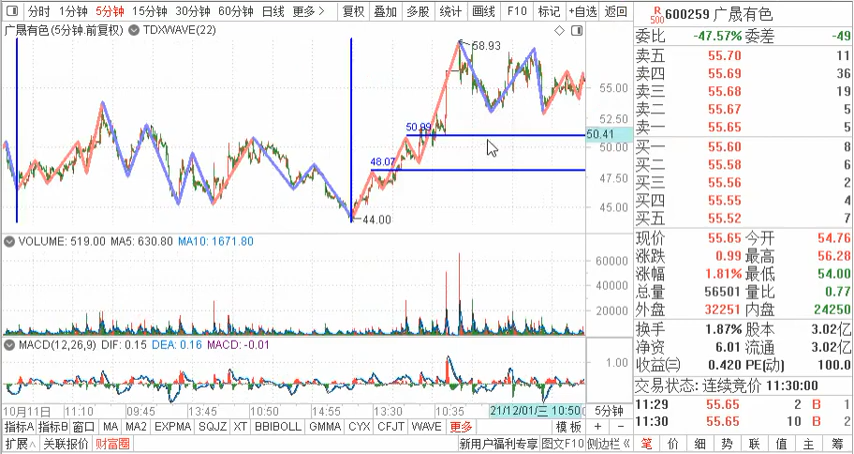 分时 1分钟 5分钟 15分钟 30分钟 60分钟 日线 更多 > 复权 叠加 多股 统计 画线 F10 标记 +自选 返回
R 500 600259 广晟有色
广晟有色(5分钟.前复权) TDXWAVE(22)
委比 -47.57% 委差 -49
卖五 55.70 11
卖四 55.69 36
卖三 55.68 19
卖二 55.67 5
卖一 55.65 5
买一 55.60 8
买二 55.58 6
买三 55.56 2
买四 55.55 4
买五 55.52 7
58.93
55.00
52.50
50.99
50.41
50.00
48.07
47.50
45.00
44.00
现价 55.65 今开 54.76
涨跌 0.99 最高 56.28
涨幅 1.81% 最低 54.00
总量 56501 量比 0.77
外盘 32251 内盘 24250
换手 1.87% 股本 3.02亿
净资 6.01 流通 3.02亿
收益㈢ 0.420 PE(动) 100.0
交易状态: 连续竞价 11:30:00
11:29 55.65 2 B 1
11:30 55.65 10 B 2
VOLUME: 519.00 MA5: 630.80 MA10: 1671.80
60000
40000
20000
MACD(12,26,9) DIF: 0.15 DEA: 0.16 MACD: -0.01
1.00
10月11日 11:10 09:45 13:45 10:50 14:55 13:30 10:35 21/12/01/三 10:50 5分钟
指标A 指标B 窗口 MA MA2 EXPMA SQJZ XT BBIBOLL GMMA CYX CFJT WAVE 更多 模板 + −
扩展∧ 关联报价 财富圈 新用户福利专享 图文F10 侧边栏《 笔 价 细 势 联 值 主 筹